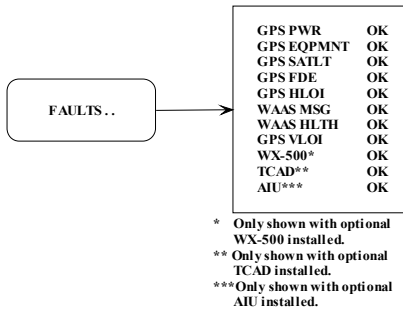 FAULTS . .
GPS PWR OK
GPS EQPMNT OK
GPS SATLT OK
GPS FDE OK
GPS HLOI OK
WAAS MSG OK
WAAS HLTH OK
GPS VLOI OK
WX-500* OK
TCAD** OK
AIU*** OK
* Only shown with optional
WX-500 installed.
** Only shown with optional
TCAD installed.
***Only shown with optional
AIU installed.